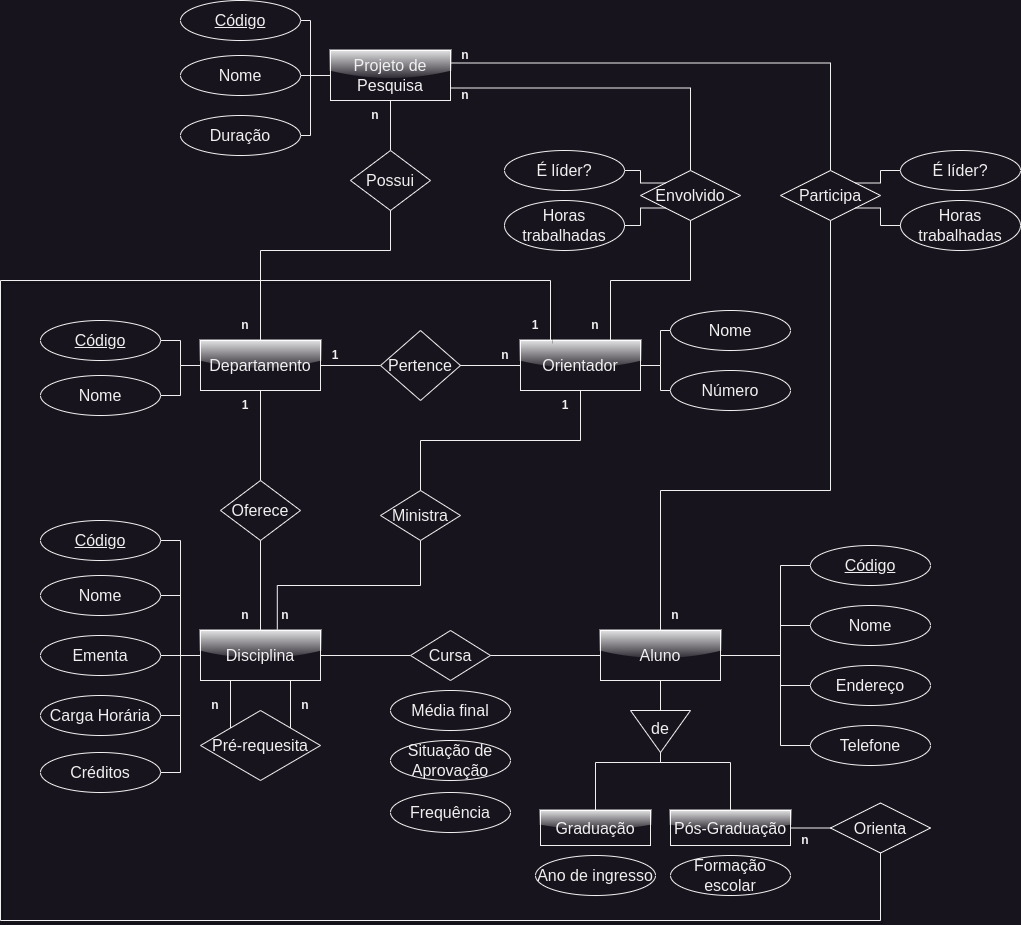 Código
Nome
Duração
Projeto de
Pesquisa
n
n
n
Possui
É líder?
Horas
trabalhadas
Envolvido
Participa
É líder?
Horas
trabalhadas
n
1
n
Código
Nome
Departamento
1
Pertence
n
Orientador
Nome
Número
1
1
Oferece
Ministra
Código
Nome
Ementa
Carga Horária
Créditos
n
n
Disciplina
n
n
Pré-requesita
Cursa
Média final
Situação de
Aprovação
Frequência
n
Aluno
Código
Nome
Endereço
Telefone
de
Graduação
Ano de ingresso
Pós-Graduação
Formação
escolar
n
Orienta